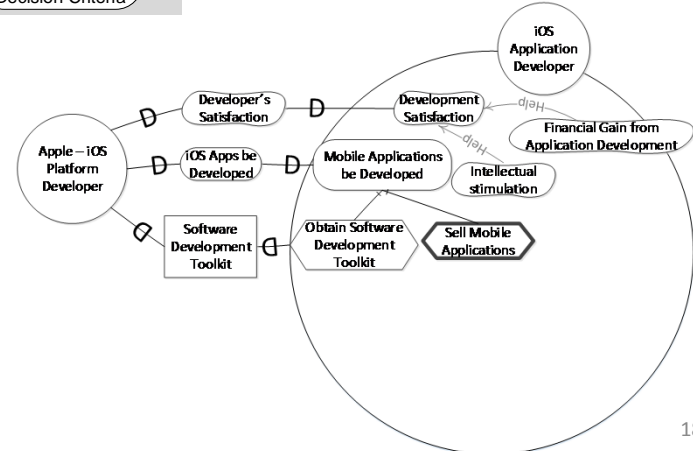 Decision Criteria
iOS
Application
Developer
Developer's
Satisfaction
D
D
Development
Satisfaction
Help
Financial Gain from
Application Development
Apple – iOS
Platform
Developer
D
iOS Apps be
Developed
D
Mobile Applications
be Developed
Help
Intellectual
stimulation
D
Software
Development
Toolkit
D
Obtain Software
Development
Toolkit
Sell Mobile
Applications